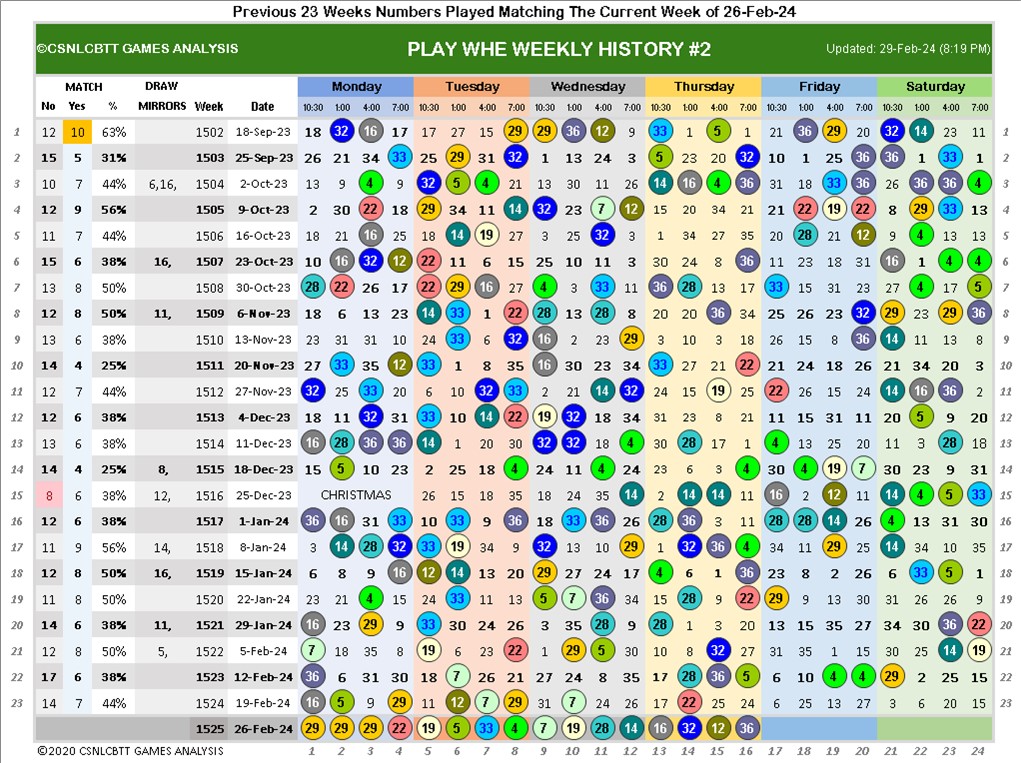 Previous 23 Weeks Numbers Played Matching The Current Week of 26-Feb-24
©CSNLCBTT GAMES ANALYSIS PLAY WHE WEEKLY HISTORY #2 Updated: 29-Feb-24 (8:19 PM)
MATCH DRAW Monday Tuesday Wednesday Thursday Friday Saturday
No Yes % MIRRORS Week Date 10:30 1:00 4:00 7:00 10:30 1:00 4:00 7:00 10:30 1:00 4:00 7:00 10:30 1:00 4:00 7:00 10:30 1:00 4:00 7:00 10:30 1:00 4:00 7:00
1 12 10 63% 1502 18-Sep-23 18 32 16 17 17 27 15 29 29 36 12 9 33 1 5 1 21 36 29 20 32 14 23 11 1
2 15 5 31% 1503 25-Sep-23 26 21 34 33 25 29 31 32 1 13 24 3 5 23 20 32 10 1 25 36 36 1 33 1 2
3 10 7 44% 6,16, 1504 2-Oct-23 13 9 4 9 32 5 4 21 13 30 11 26 14 16 4 36 31 18 33 36 26 36 36 4 3
4 12 9 56% 1505 9-Oct-23 2 30 22 18 29 34 11 14 32 23 7 12 15 20 34 21 21 22 19 22 8 29 33 13 4
5 11 7 44% 1506 16-Oct-23 18 21 16 25 18 14 19 27 3 25 32 3 1 34 27 35 20 28 21 12 9 4 13 13 5
6 15 6 38% 16, 1507 23-Oct-23 10 16 32 12 22 11 6 15 25 10 11 3 30 24 8 36 11 23 18 31 16 1 4 4 6
7 13 8 50% 1508 30-Oct-23 28 22 26 17 22 29 16 27 4 3 33 11 36 28 13 17 33 15 31 23 27 4 17 5 7
8 12 8 50% 11, 1509 6-Nov-23 18 6 13 23 14 33 1 22 28 13 28 8 20 20 36 34 25 26 23 32 29 23 29 36 8
9 13 6 38% 1510 13-Nov-23 23 31 31 10 24 33 6 32 16 2 23 29 3 10 3 18 26 15 8 36 14 11 13 8 9
10 14 4 25% 1511 20-Nov-23 27 33 35 12 33 1 8 35 16 30 23 24 33 27 21 22 21 24 18 26 21 34 20 3 10
11 12 7 44% 1512 27-Nov-23 32 25 33 20 17 6 32 33 2 21 14 32 24 15 19 25 22 26 15 11 14 16 36 23 11
12 12 6 38% 1513 4-Dec-23 18 11 32 31 33 10 14 22 19 32 18 34 31 23 8 21 11 15 31 11 20 5 9 20 12
13 13 6 38% 1514 11-Dec-23 16 28 36 36 14 1 20 30 32 32 18 4 30 28 17 1 4 13 25 20 11 3 23 18 13
14 14 4 25% 8, 1515 18-Dec-23 15 5 10 23 2 25 18 4 24 11 4 24 23 6 3 4 30 4 19 7 30 23 9 31 14
15 8 6 38% 12, 1516 25-Dec-23 CHRISTMAS 26 15 18 35 18 24 35 14 2 14 14 11 16 2 12 11 14 4 5 33 15
16 12 6 38% 1517 1-Jan-24 36 16 31 33 10 33 9 36 18 33 36 26 28 36 3 11 28 28 14 26 4 13 31 30 16
17 11 9 56% 14, 1518 8-Jan-24 3 14 28 32 33 19 34 9 32 13 10 29 1 32 36 4 34 11 29 25 14 34 10 35 17
18 12 8 50% 16, 1519 15-Jan-24 6 8 9 16 12 14 13 20 29 27 24 17 4 6 1 36 23 8 2 26 6 33 5 1 18
19 11 8 50% 1520 22-Jan-24 23 21 4 15 24 33 11 13 5 7 36 34 15 28 9 22 29 9 13 10 31 26 26 9 19
20 14 6 38% 11, 1521 29-Jan-24 16 23 29 9 33 30 24 26 3 35 28 9 28 1 3 20 13 15 35 27 34 30 36 22 20
21 12 8 50% 5, 1522 5-Feb-24 7 18 35 8 19 6 23 22 1 29 5 30 10 8 32 27 31 35 1 15 30 25 14 19 21
22 17 6 38% 1523 12-Feb-24 36 6 31 30 18 7 26 21 27 24 8 35 17 28 36 5 6 10 4 4 29 2 25 15 22
23 14 7 44% 1524 19-Feb-24 16 5 9 29 6 12 7 29 31 7 24 26 14 22 25 24 6 25 13 27 3 6 20 15 23
1525 26-Feb-24 29 29 29 22 19 5 33 4 7 19 28 14 16 32 12 36
©2020 CSNLCBTT GAMES ANALYSIS 1 2 3 4 5 6 7 8 9 10 11 12 13 14 15 16 17 18 19 20 21 22 23 24